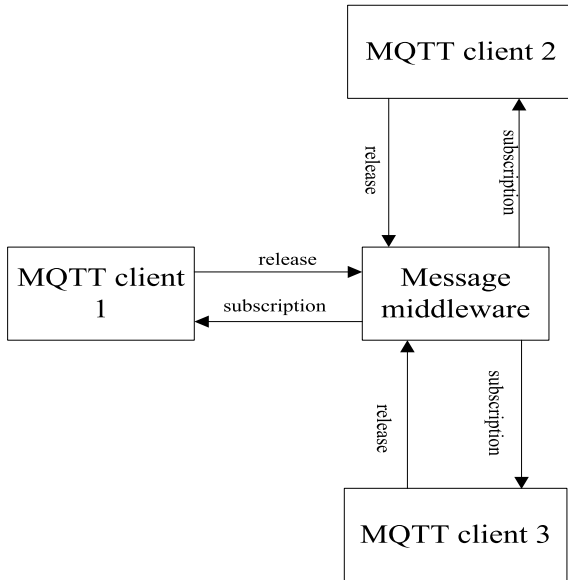 MQTT client 2
release
subscription
MQTT client
1
release
subscription
Message
middleware
release
subscription
MQTT client 3